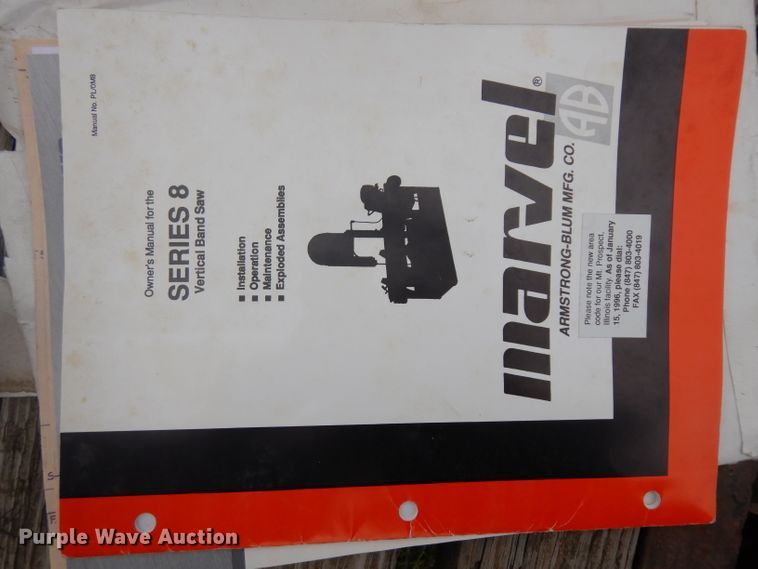 Manual No. PL/OM8
Owner's Manual for the
SERIES 8
Vertical Band Saw
■ Installation
■ Operation
■ Maintenance
■ Exploded Assemblies
marvel®
AB
ARMSTRONG-BLUM MFG. CO.
Please note the new area
code for our Mt. Prospect,
Illinois facility. As of January
15, 1996, please dial:
Phone (847) 803-4000
FAX (847) 803-4019
Purple Wave Auction